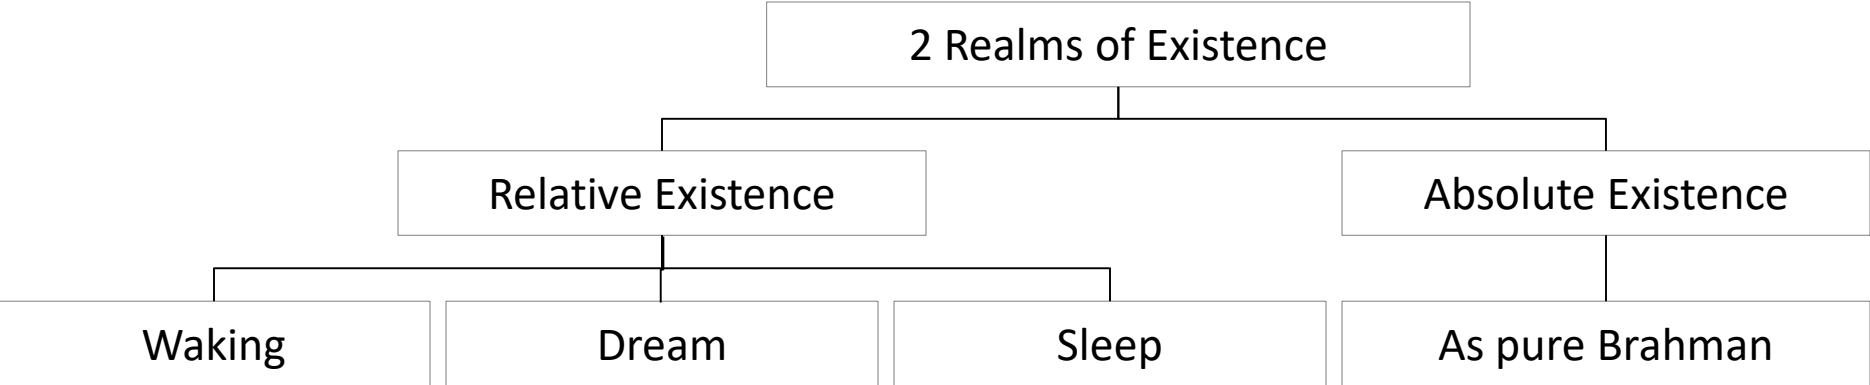 2 Realms of Existence
Relative Existence
Absolute Existence
Waking
Dream
Sleep
As pure Brahman